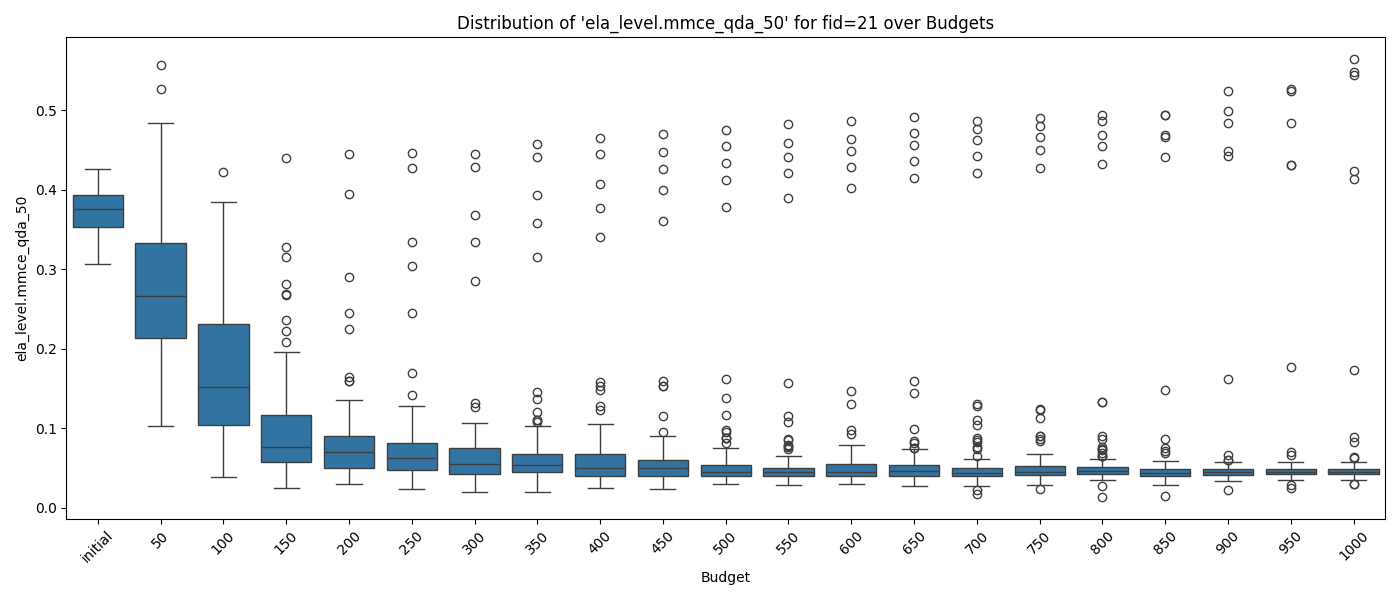 Distribution of 'ela_level.mmce_qda_50' for fid=21 over Budgets
ela_level.mmce_qda_50
0.5
0.4
0.3
0.2
0.1
0.0
initial 50 100 150 200 250 300 350 400 450 500 550 600 650 700 750 800 850 900 950 1000
Budget